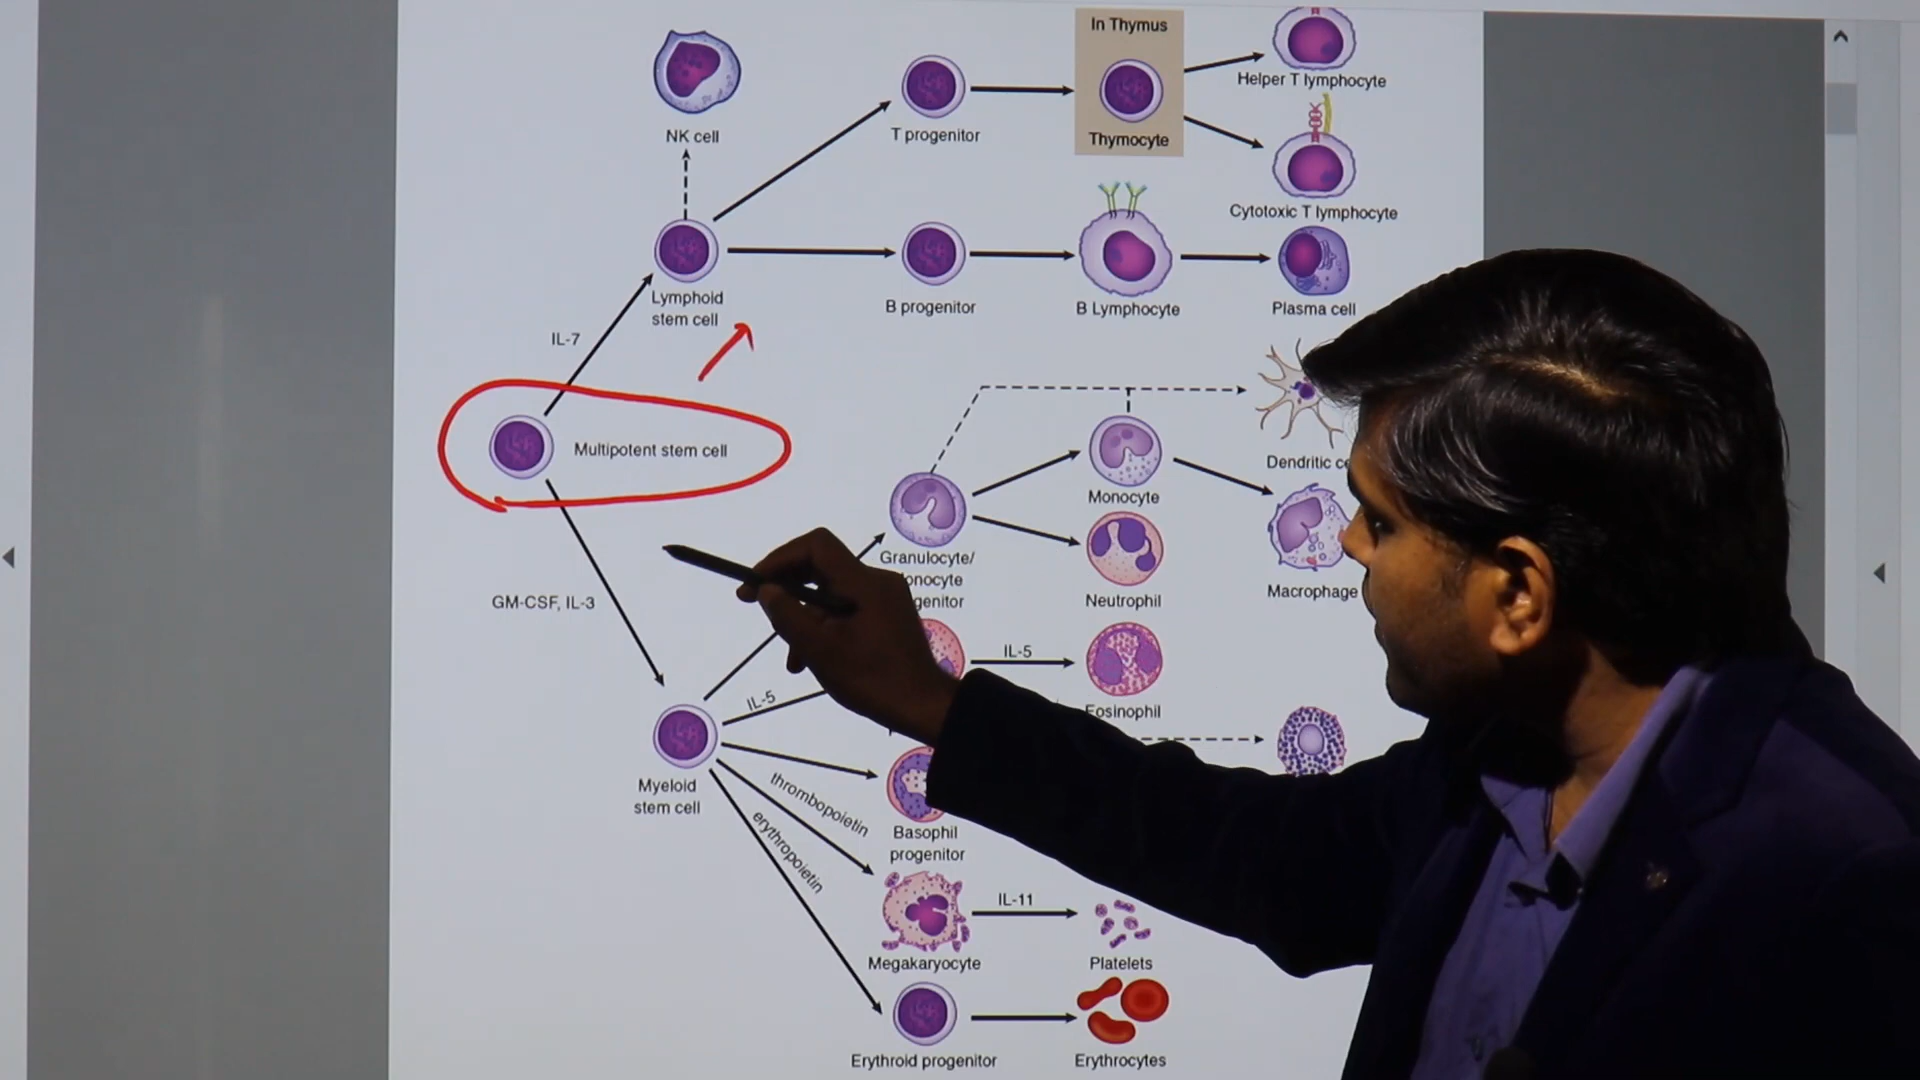 In Thymus
Helper T lymphocyte
NK cell
T progenitor
Thymocyte
Cytotoxic T lymphocyte
Lymphoid
stem cell
B progenitor
B Lymphocyte
Plasma cell
IL-7
Multipotent stem cell
Dendritic
Monocyte
Granulocyte/
Macrophage
GM-CSF, IL-3
Neutrophil
IL-5
IL-5
Eosinophil
Myeloid
stem cell
thrombopoietin
erythropoietin
Basophil
progenitor
IL-11
Megakaryocyte
Platelets
Erythroid progenitor
Erythrocytes